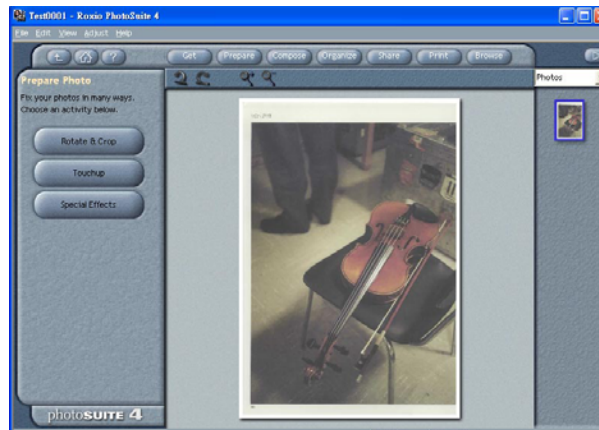 Test0001 - Roxio PhotoSuite 4
File Edit View Adjust Help
? Get Prepare Compose Organize Share Print Browse
Prepare Photo
Fix your photos in many ways.
Choose an activity below.
Photos
Rotate & Crop
Touchup
Special Effects
photosuite 4